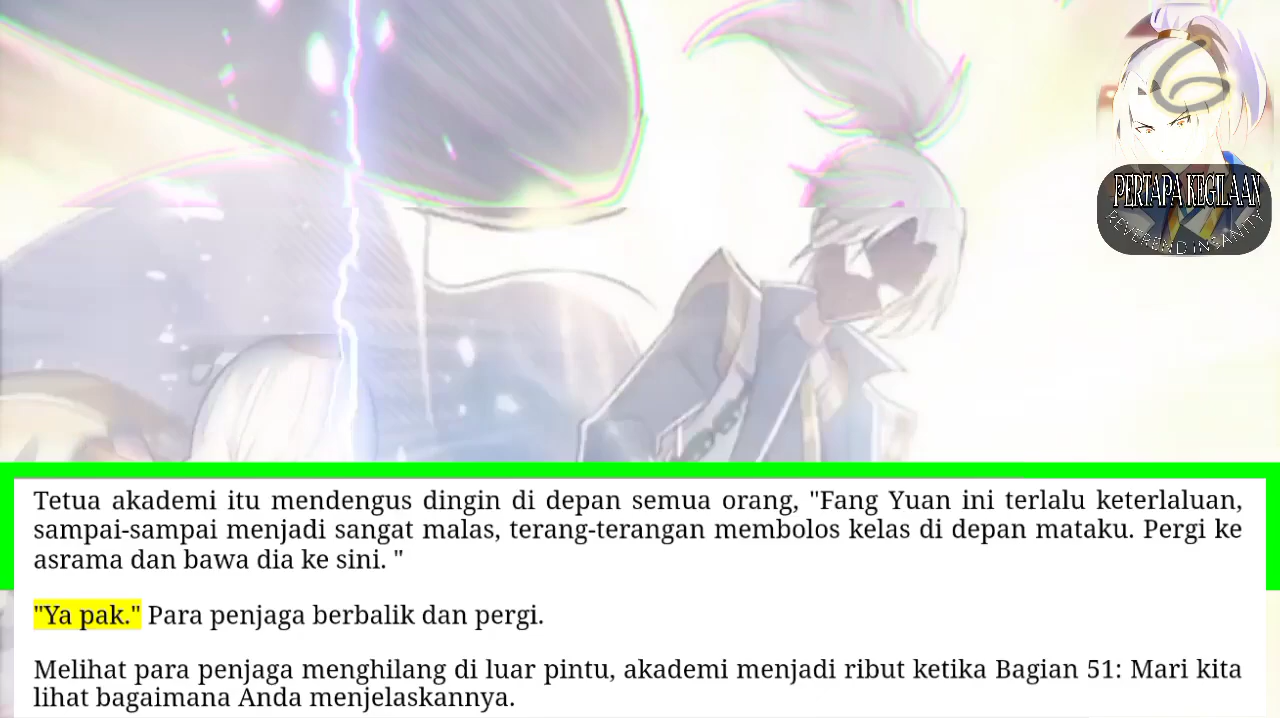 PERTAPA KEGILAAN
REVEREND INSANITY
Tetua akademi itu mendengus dingin di depan semua orang, "Fang Yuan ini terlalu keterlaluan,
sampai-sampai menjadi sangat malas, terang-terangan membolos kelas di depan mataku. Pergi ke
asrama dan bawa dia ke sini. "
"Ya pak." Para penjaga berbalik dan pergi.
Melihat para penjaga menghilang di luar pintu, akademi menjadi ribut ketika Bagian 51: Mari kita
lihat bagaimana Anda menjelaskannya.